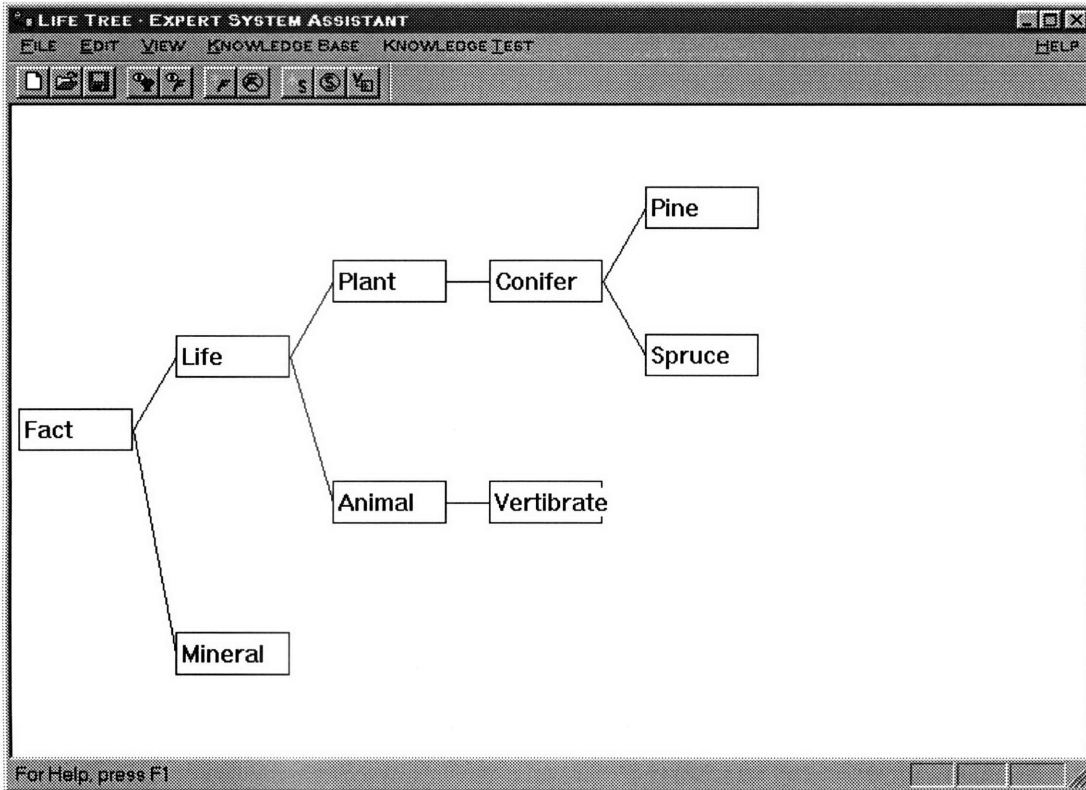 LIFE TREE - EXPERT SYSTEM ASSISTANT
FILE EDIT VIEW KNOWLEDGE BASE KNOWLEDGE TEST HELP
Pine
Plant Conifer
Life Spruce
Fact
Animal Vertibrate
Mineral
For Help, press F1